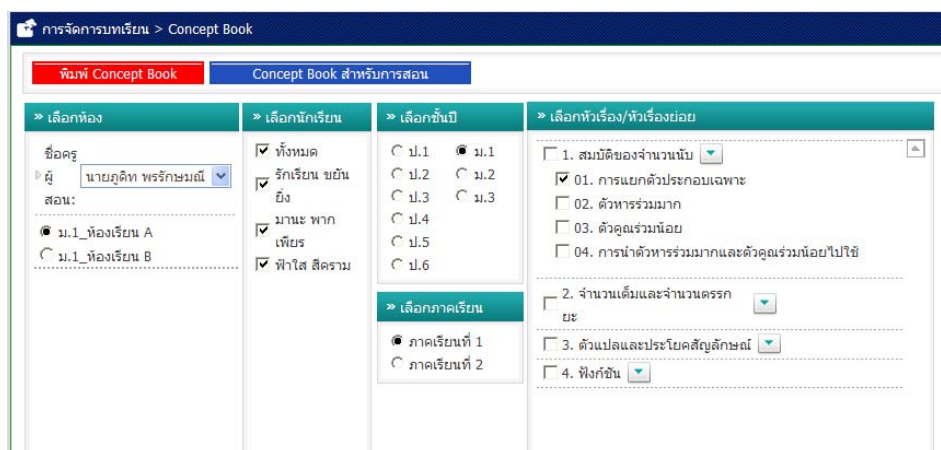 การจัดการบทเรียน > Concept Book
พิมพ์ Concept Book
Concept Book สำหรับการสอน
» เลือกห้อง
ชื่อครู
ผู้
สอน:
นายภูดิท พรรักษมณี
ม.1_ห้องเรียน A
ม.1_ห้องเรียน B
» เลือกนักเรียน
ทั้งหมด
รักเรียน ขยัน
ยิ่ง
มานะ พาก
เพียร
ฟ้าใส สีคราม
» เลือกชั้นปี
ป.1 ม.1
ป.2 ม.2
ป.3 ม.3
ป.4
ป.5
ป.6
» เลือกภาคเรียน
ภาคเรียนที่ 1
ภาคเรียนที่ 2
» เลือกหัวเรื่อง/หัวเรื่องย่อย
1. สมบัติของจำนวนนับ
01. การแยกตัวประกอบเฉพาะ
02. ตัวหารร่วมมาก
03. ตัวคูณร่วมน้อย
04. การนำตัวหารร่วมมากและตัวคูณร่วมน้อยไปใช้
2. จำนวนเต็มและจำนวนตรรก
ยะ
3. ตัวแปลและประโยคสัญลักษณ์
4. ฟังก์ชัน